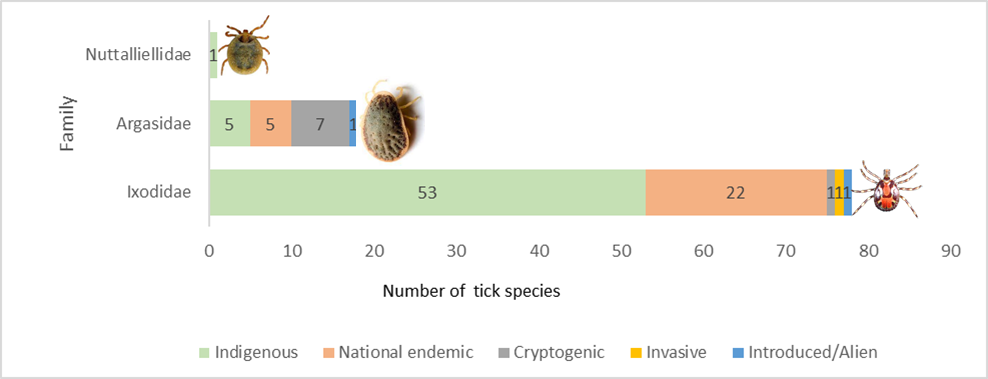 Nuttalliellidae
1
Argasidae
5 5 7 1
Ixodidae
53 22 1 1 1
Family
0 10 20 30 40 50 60 70 80 90
Number of tick species
Indigenous National endemic Cryptogenic Invasive Introduced/Alien